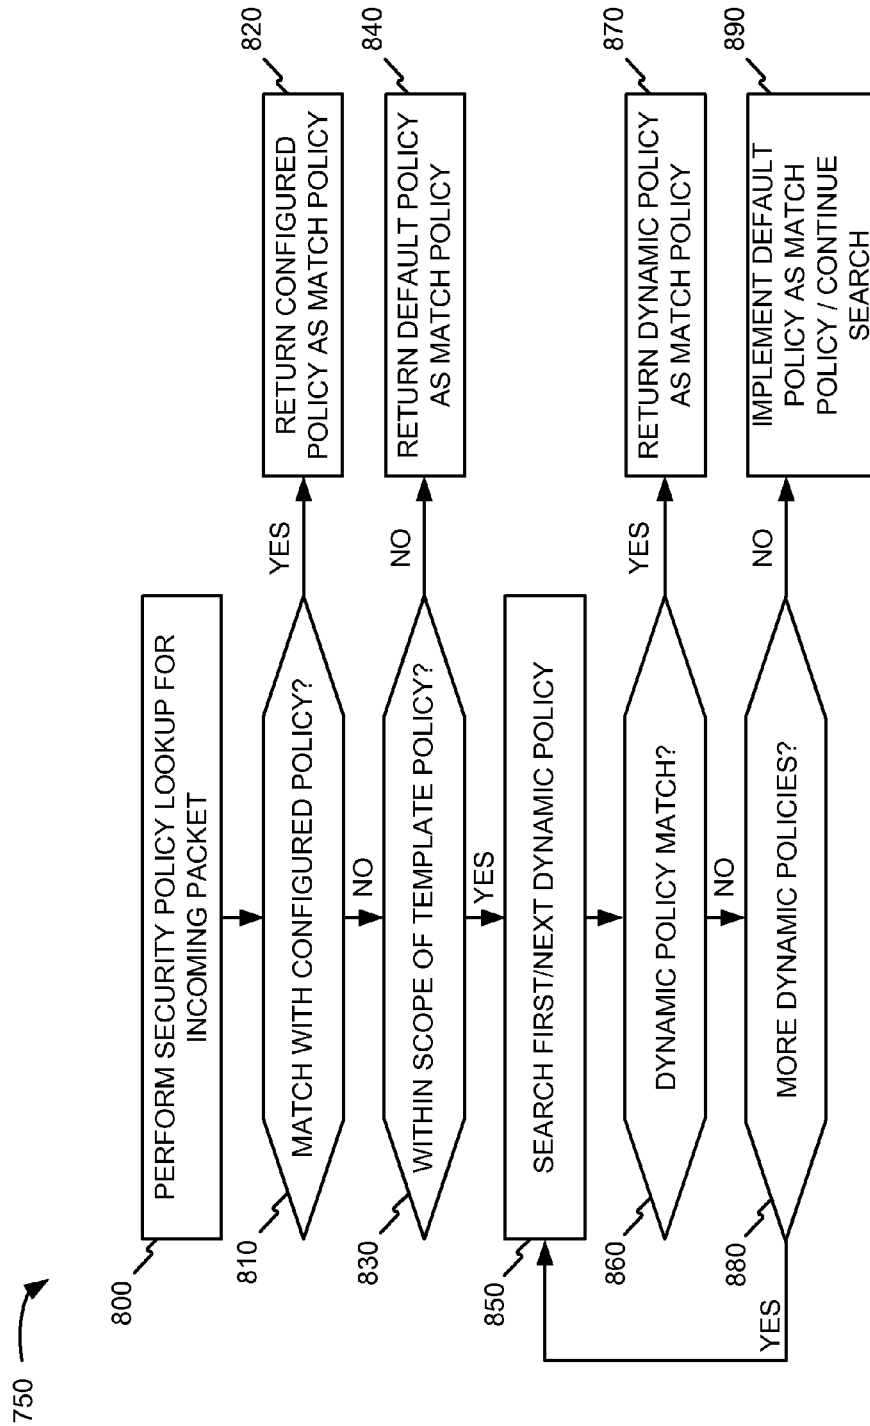 750
800
PERFORM SECURITY POLICY LOOKUP FOR
INCOMING PACKET
810
MATCH WITH CONFIGURED POLICY?
YES
820
RETURN CONFIGURED
POLICY AS MATCH POLICY
NO
830
WITHIN SCOPE OF TEMPLATE POLICY?
NO
840
RETURN DEFAULT POLICY
AS MATCH POLICY
YES
850
SEARCH FIRST/NEXT DYNAMIC POLICY
860
DYNAMIC POLICY MATCH?
YES
870
RETURN DYNAMIC POLICY
AS MATCH POLICY
NO
880
MORE DYNAMIC POLICIES?
YES
NO
890
IMPLEMENT DEFAULT
POLICY AS MATCH
POLICY / CONTINUE
SEARCH